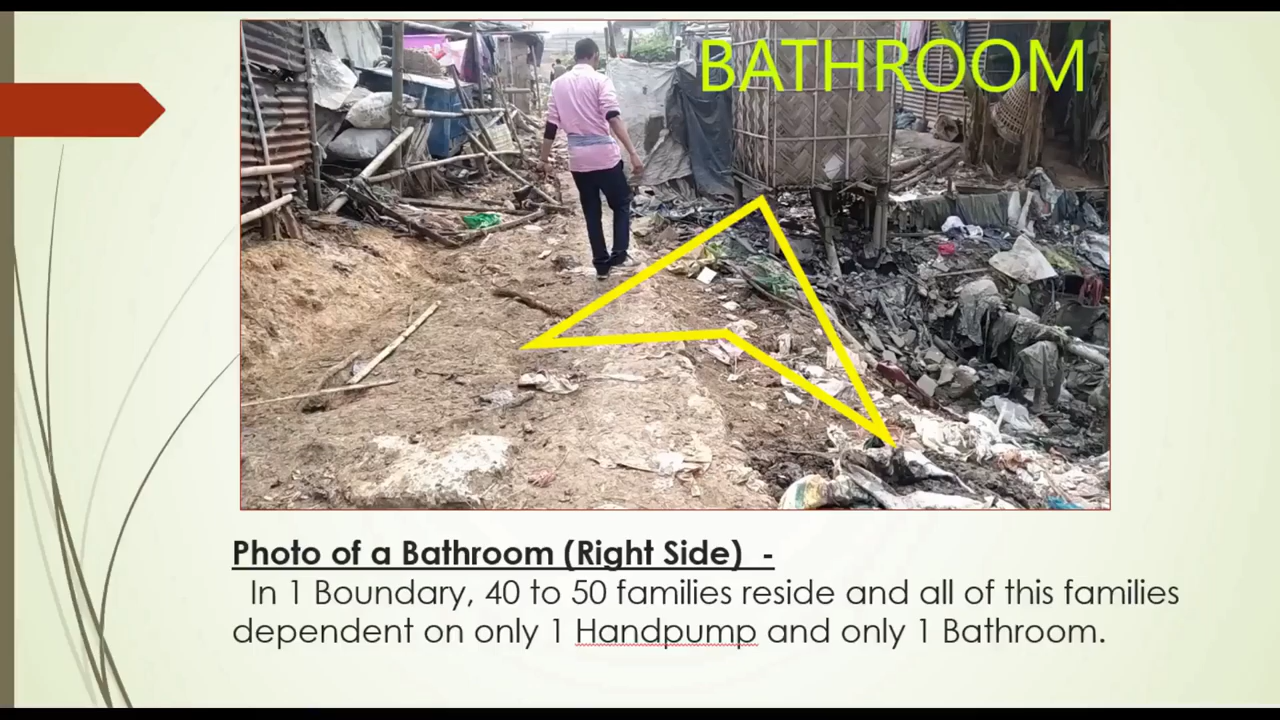 BATHROOM
Photo of a Bathroom (Right Side)  -
In 1 Boundary, 40 to 50 families reside and all of this families
dependent on only 1 Handpump and only 1 Bathroom.